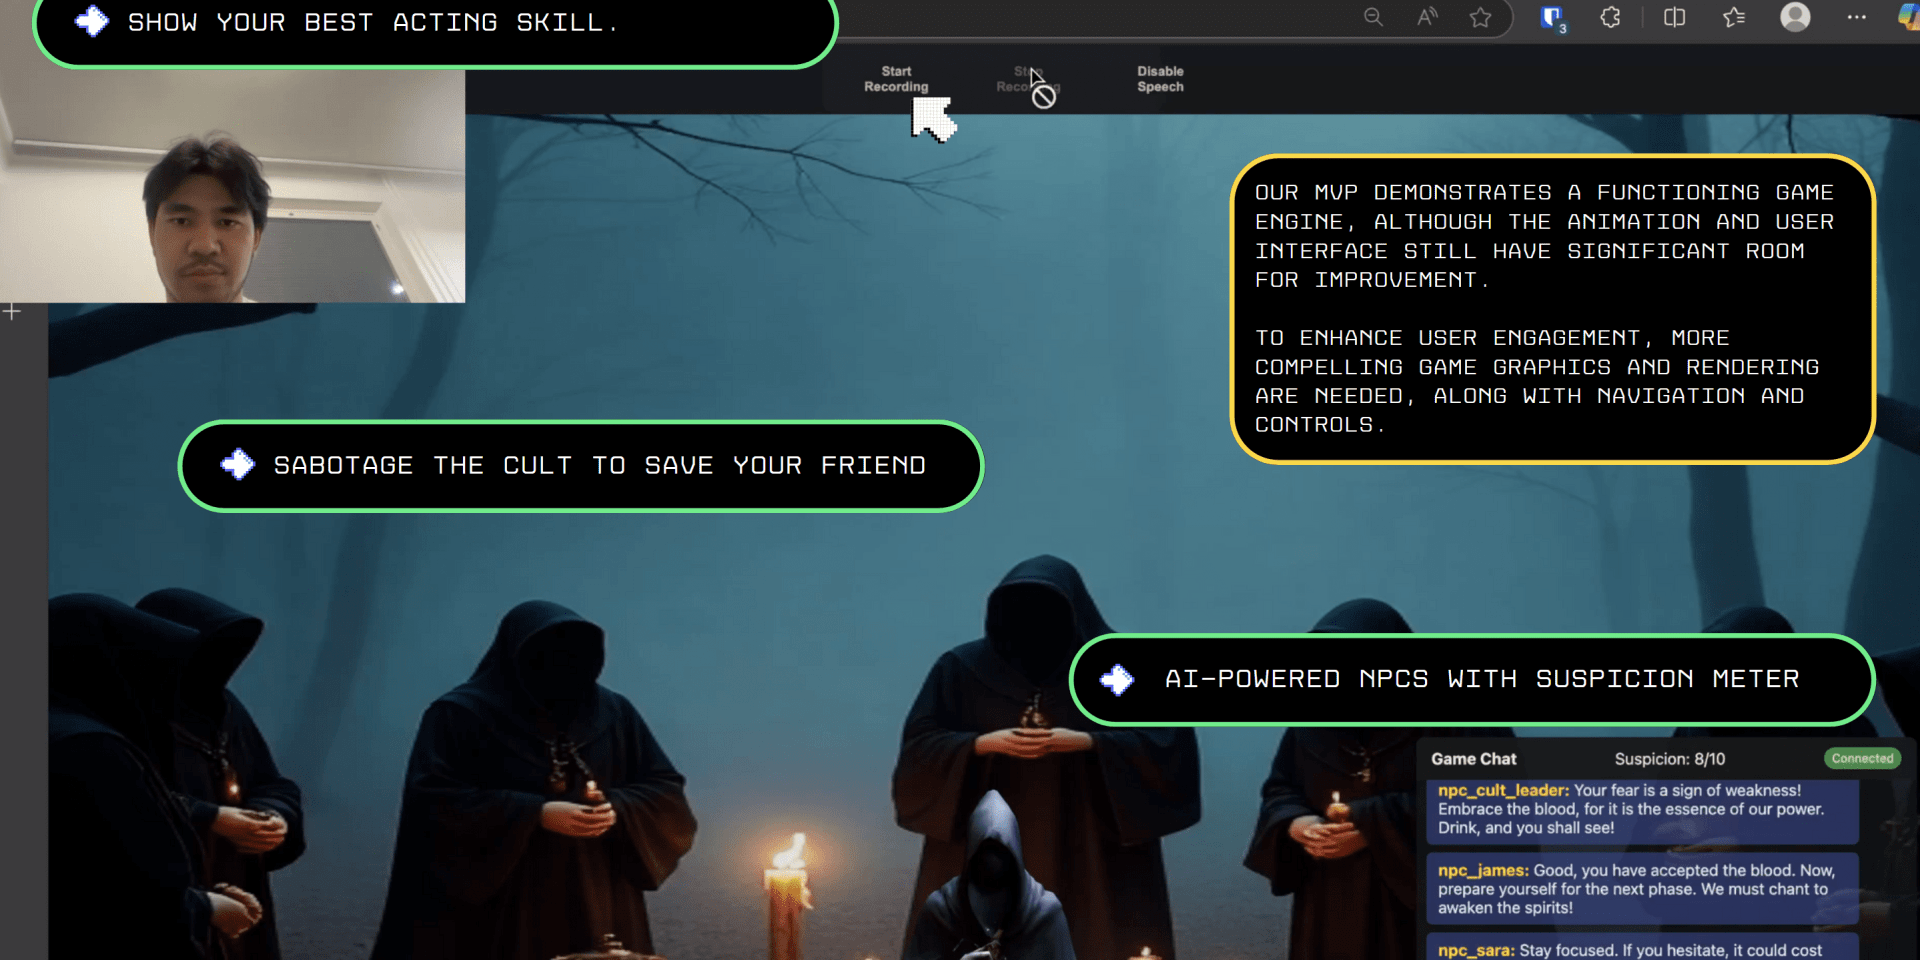 SHOW YOUR BEST ACTING SKILL.
3
Start
Recording
Stop
Recording
Disable
Speech
OUR MVP DEMONSTRATES A FUNCTIONING GAME
ENGINE, ALTHOUGH THE ANIMATION AND USER
INTERFACE STILL HAVE SIGNIFICANT ROOM
FOR IMPROVEMENT.
TO ENHANCE USER ENGAGEMENT, MORE
COMPELLING GAME GRAPHICS AND RENDERING
ARE NEEDED, ALONG WITH NAVIGATION AND
CONTROLS.
SABOTAGE THE CULT TO SAVE YOUR FRIEND
AI-POWERED NPCS WITH SUSPICION METER
Game Chat Suspicion: 8/10 Connected
npc_cult_leader: Your fear is a sign of weakness!
Embrace the blood, for it is the essence of our power.
Drink, and you shall see!
npc_james: Good, you have accepted the blood. Now,
prepare yourself for the next phase. We must chant to
awaken the spirits!
npc_sara: Stay focused. If you hesitate, it could cost